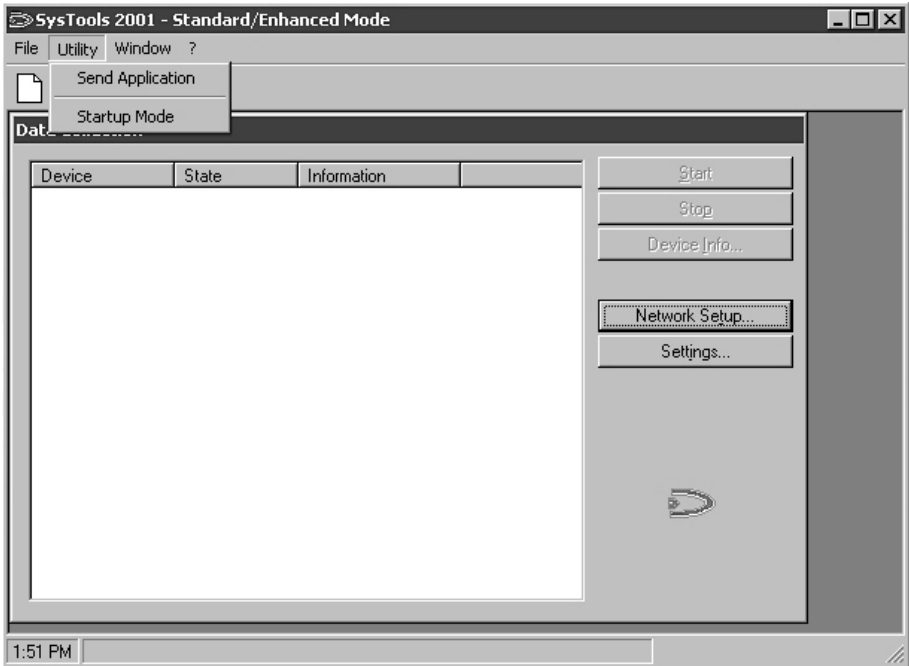 SysTools 2001 - Standard/Enhanced Mode
File Utility Window ?
Send Application
Startup Mode
Device State Information
Start
Stop
Device Info...
Network Setup...
Settings...
1:51 PM